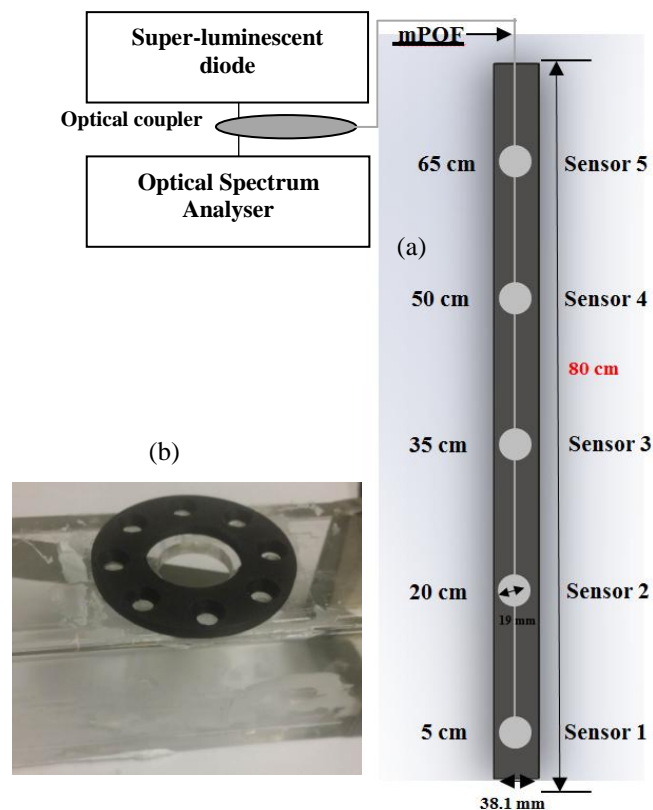 Super-luminescent
diode
mPOF
Optical coupler
Optical Spectrum
Analyser
65 cm
Sensor 5
(a)
50 cm
Sensor 4
80 cm
(b)
35 cm
Sensor 3
20 cm
Sensor 2
19 mm
5 cm
Sensor 1
38.1 mm